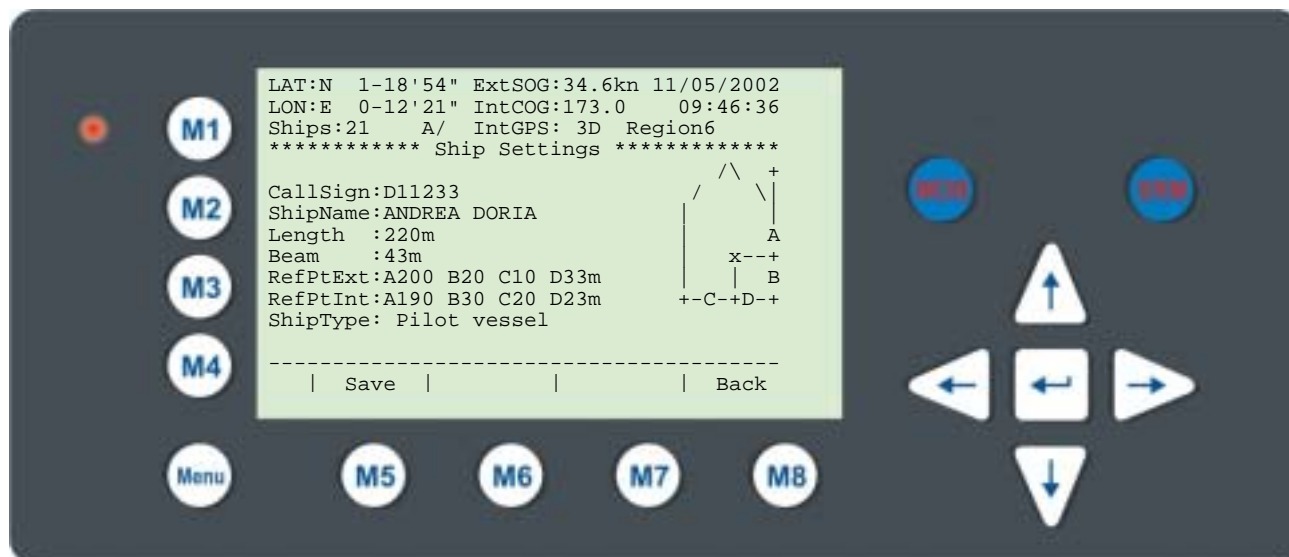 LAT:N  1-18'54" ExtSOG:34.6kn 11/05/2002
LON:E  0-12'21" IntCOG:173.0    09:46:36
Ships:21    A/  IntGPS: 3D  Region6
************ Ship Settings *************
/\  +
CallSign:D11233                  /    \|
ShipName:ANDREA DORIA           |      |
Length  :220m                   |      A
Beam    :43m                    |   x--+
RefPtExt:A200 B20 C10 D33m      |   |  B
RefPtInt:A190 B30 C20 D23m      +-C-+D-+
ShipType: Pilot vessel
----------------------------------------
|  Save  |         |         |  Back
M1
M2
M3
M4
Menu
M5
M6
M7
M8